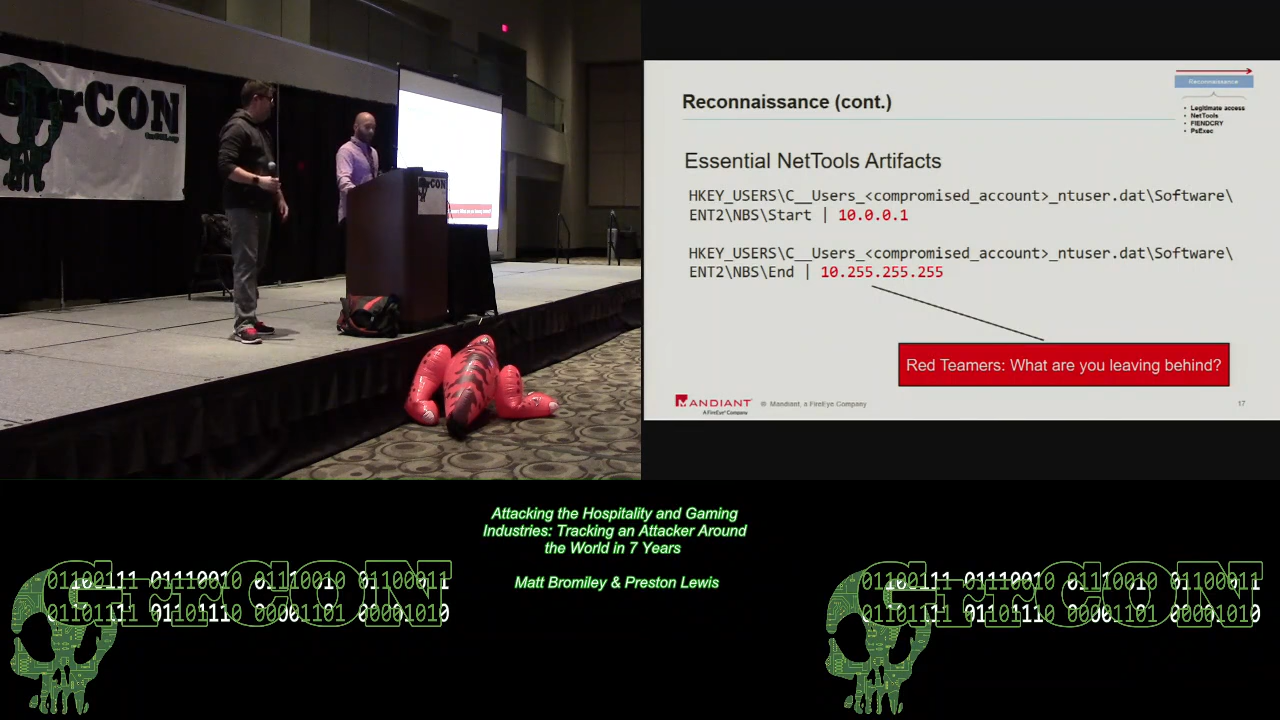 GrrCON
Reconnaissance
Reconnaissance (cont.)
• Legitimate access
• NetTools
• FIENDCRY
• PsExec
Essential NetTools Artifacts
HKEY_USERS\C__Users_<compromised_account>_ntuser.dat\Software\
ENT2\NBS\Start | 10.0.0.1
HKEY_USERS\C__Users_<compromised_account>_ntuser.dat\Software\
ENT2\NBS\End | 10.255.255.255
Red Teamers: What are you leaving behind?
MANDIANT
A FireEye® Company
© Mandiant, a FireEye Company
17
Attacking the Hospitality and Gaming
Industries: Tracking an Attacker Around
the World in 7 Years
Matt Bromiley & Preston Lewis
GrrCON
01100111 01110010 01110010 01100011
01101111 01101110 00001101 00001010
GrrCON
01100111 01110010 01110010 01100011
01101111 01101110 00001101 00001010